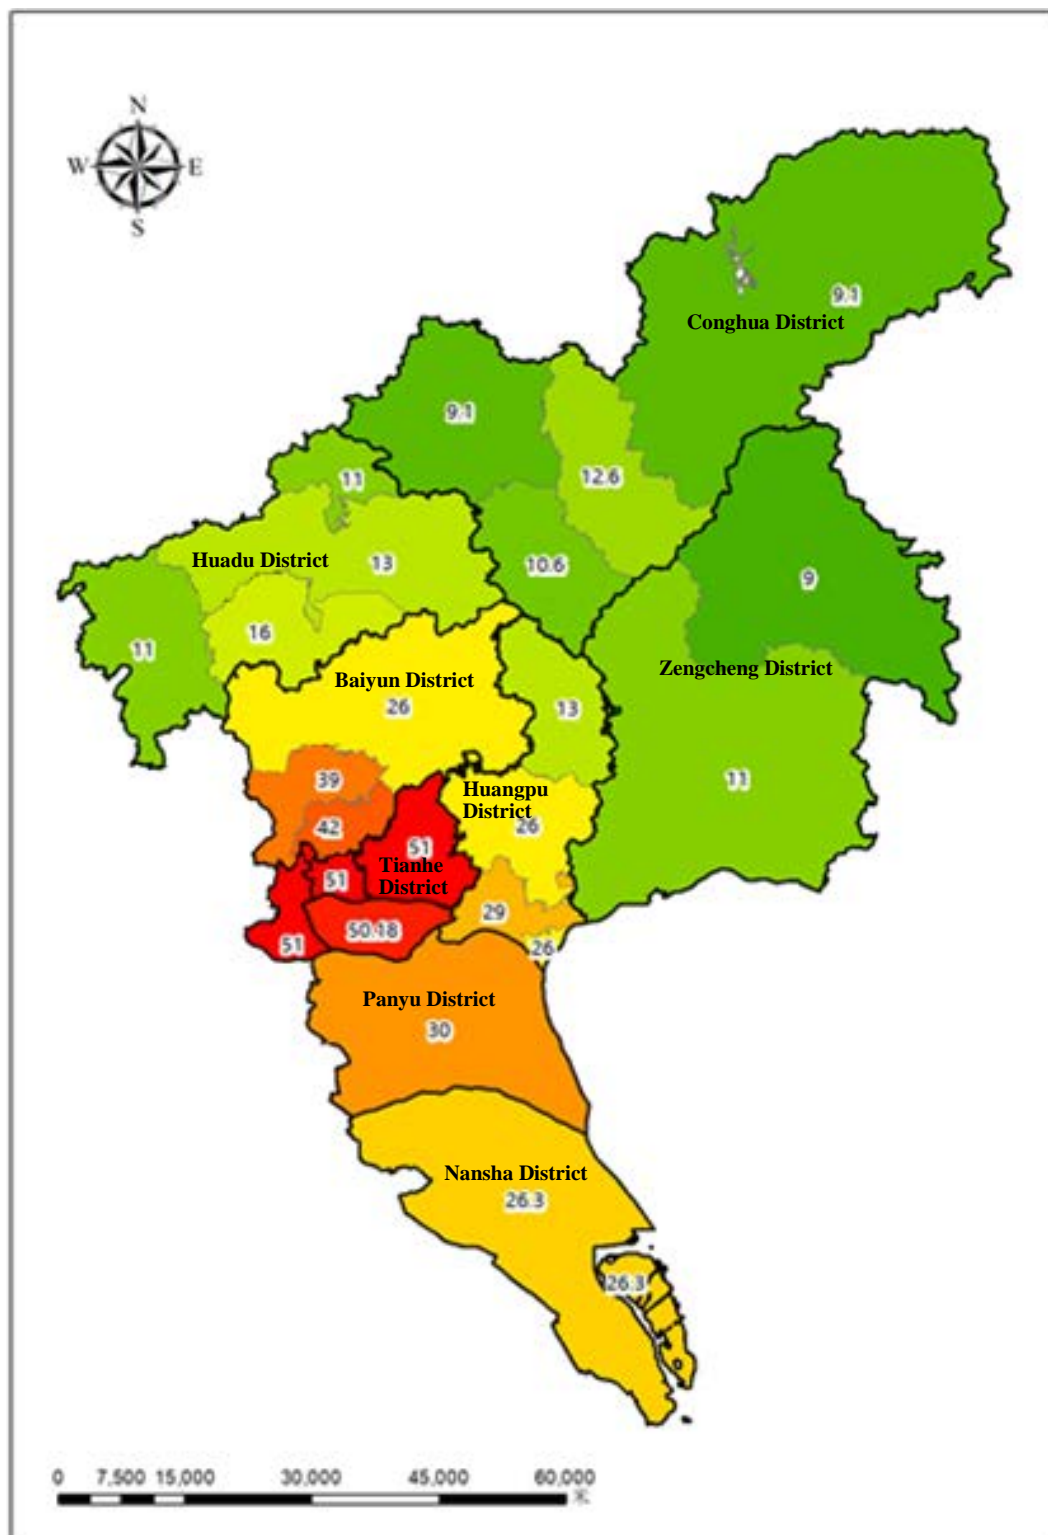 N
W E
S
9.1
Conghua District
9.1
12.6
11
Huadu District
13
10.6
9
16
11
Zengcheng District
Baiyun District
26
13
39
11
Huangpu
District
42
26
51
Tianhe
District
51
29
50.18
51
26
Panyu District
30
Nansha District
26.3
26.3
0 7,500 15,000 30,000 45,000 60,000
米